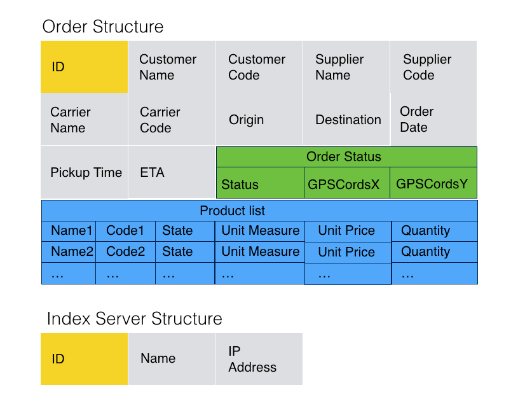 Order Structure
ID
Customer Name
Customer Code
Supplier Name
Supplier Code
Carrier Name
Carrier Code
Origin
Destination
Order Date
Pickup Time
ETA
Order Status
Status
GPSCordsX
GPSCordsY
Product list
Name1 Code1 State Unit Measure Unit Price Quantity
Name2 Code2 State Unit Measure Unit Price Quantity
... ... ... ... ... ...
Index Server Structure
ID
Name
IP Address